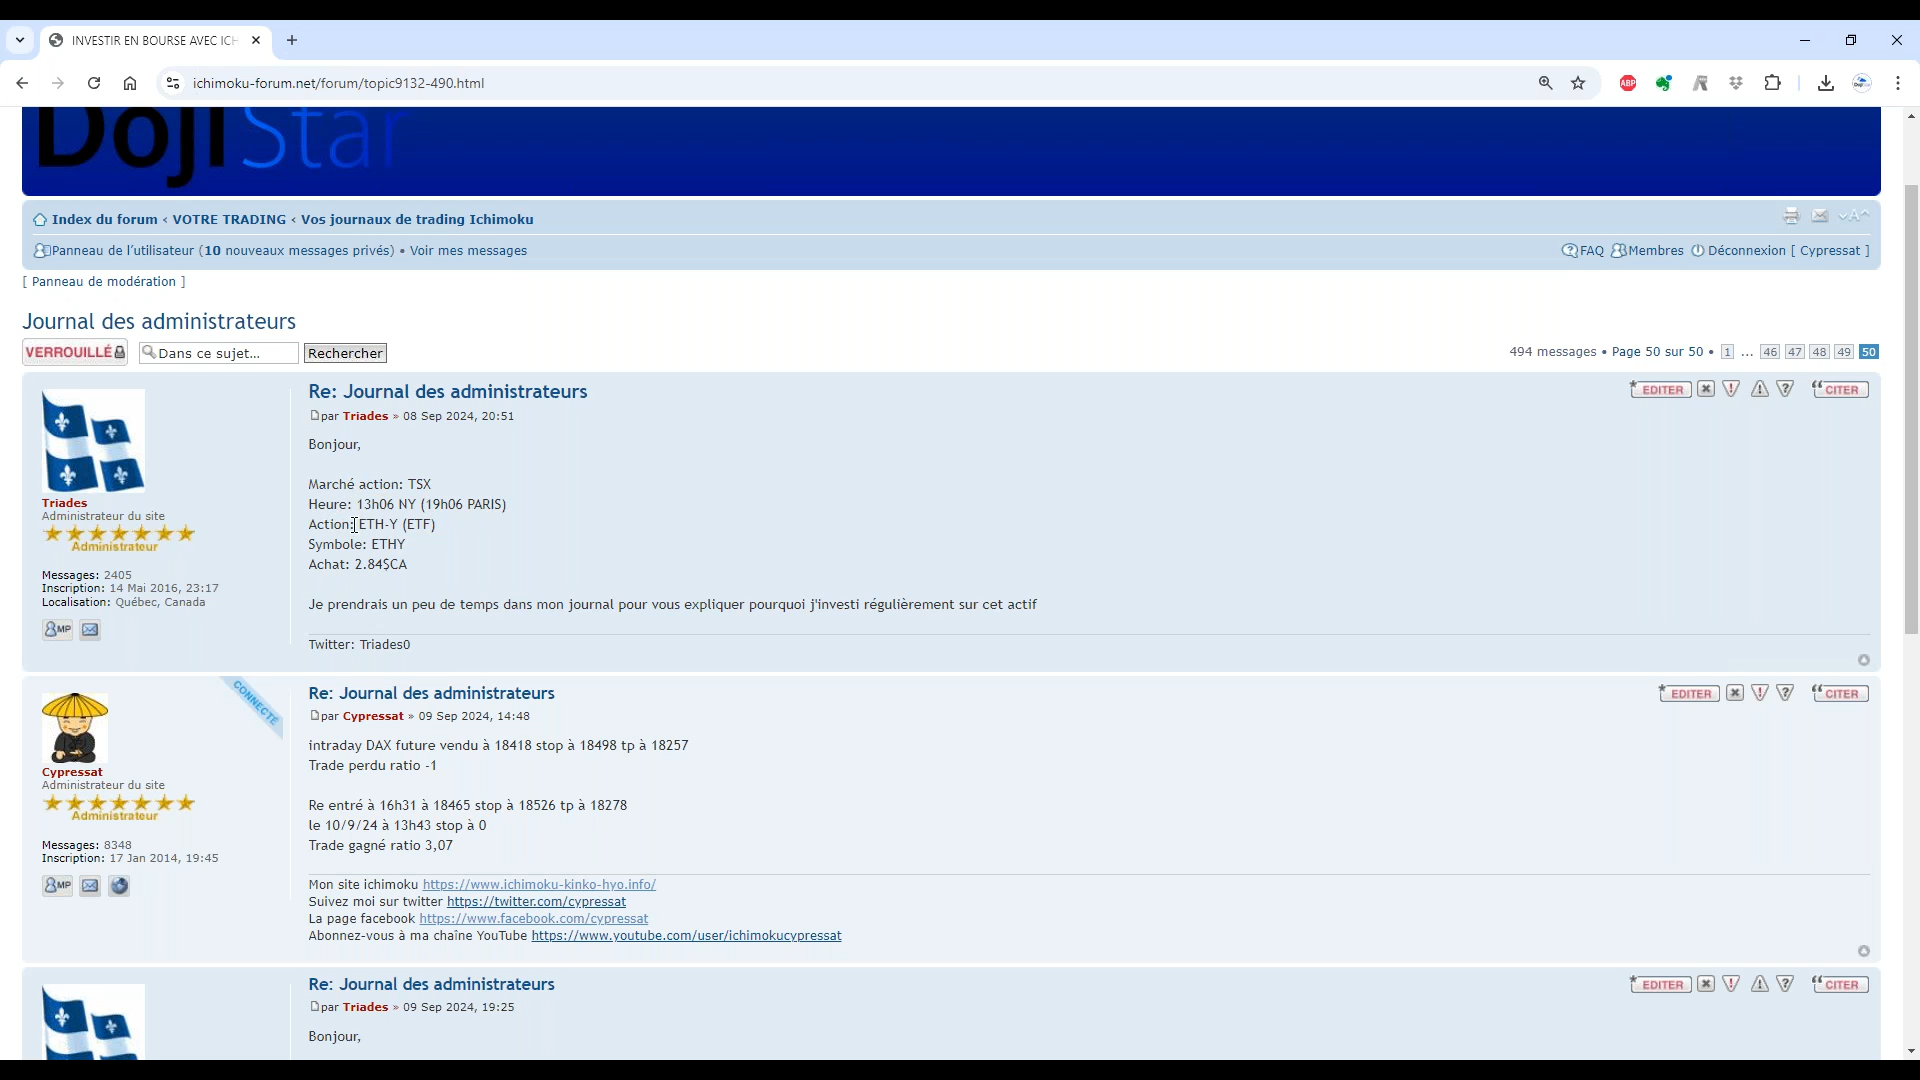 INVESTIR EN BOURSE AVEC ICH
ichimoku-forum.net/forum/topic9132-490.html
ABP
DojiStar
Index du forum ‹ VOTRE TRADING ‹ Vos journaux de trading Ichimoku
Panneau de l'utilisateur (10 nouveaux messages privés) • Voir mes messages
FAQ Membres Déconnexion [ Cypressat ]
[ Panneau de modération ]
Journal des administrateurs
VERROUILLÉ Dans ce sujet… Rechercher
494 messages • Page 50 sur 50 • 1 ... 46 47 48 49 50
Re: Journal des administrateurs
EDITER CITER
par Triades » 08 Sep 2024, 20:51
Bonjour,
Marché action: TSX
Heure: 13h06 NY (19h06 PARIS)
Action: ETH-Y (ETF)
Symbole: ETHY
Achat: 2.84$CA
Je prendrais un peu de temps dans mon journal pour vous expliquer pourquoi j'investi régulièrement sur cet actif
Twitter: Triades0
Triades
Administrateur du site
Administrateur
Messages: 2405
Inscription: 14 Mai 2016, 23:17
Localisation: Québec, Canada
MP
CONNECTÉ
Re: Journal des administrateurs
EDITER CITER
par Cypressat » 09 Sep 2024, 14:48
intraday DAX future vendu à 18418 stop à 18498 tp à 18257
Trade perdu ratio -1
Re entré à 16h31 à 18465 stop à 18526 tp à 18278
le 10/9/24 à 13h43 stop à 0
Trade gagné ratio 3,07
Mon site ichimoku https://www.ichimoku-kinko-hyo.info/
Suivez moi sur twitter https://twitter.com/cypressat
La page facebook https://www.facebook.com/cypressat
Abonnez-vous à ma chaîne YouTube https://www.youtube.com/user/ichimokucypressat
Cypressat
Administrateur du site
Administrateur
Messages: 8348
Inscription: 17 Jan 2014, 19:45
MP
Re: Journal des administrateurs
EDITER CITER
par Triades » 09 Sep 2024, 19:25
Bonjour,